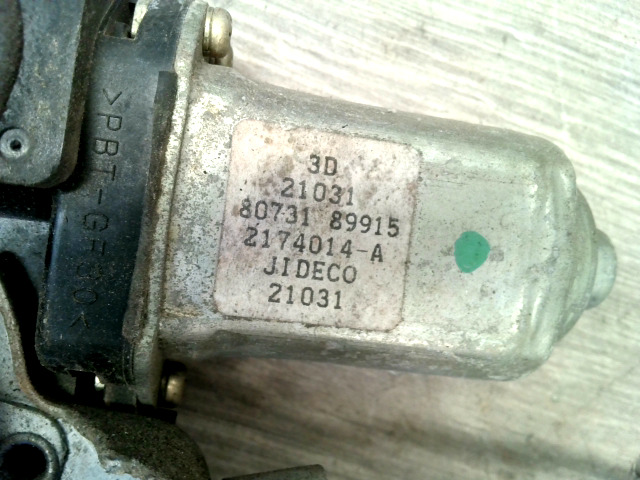 3D
21031
80731 89915
2174014-A
JIDECO
21031
>PBT-GF30<